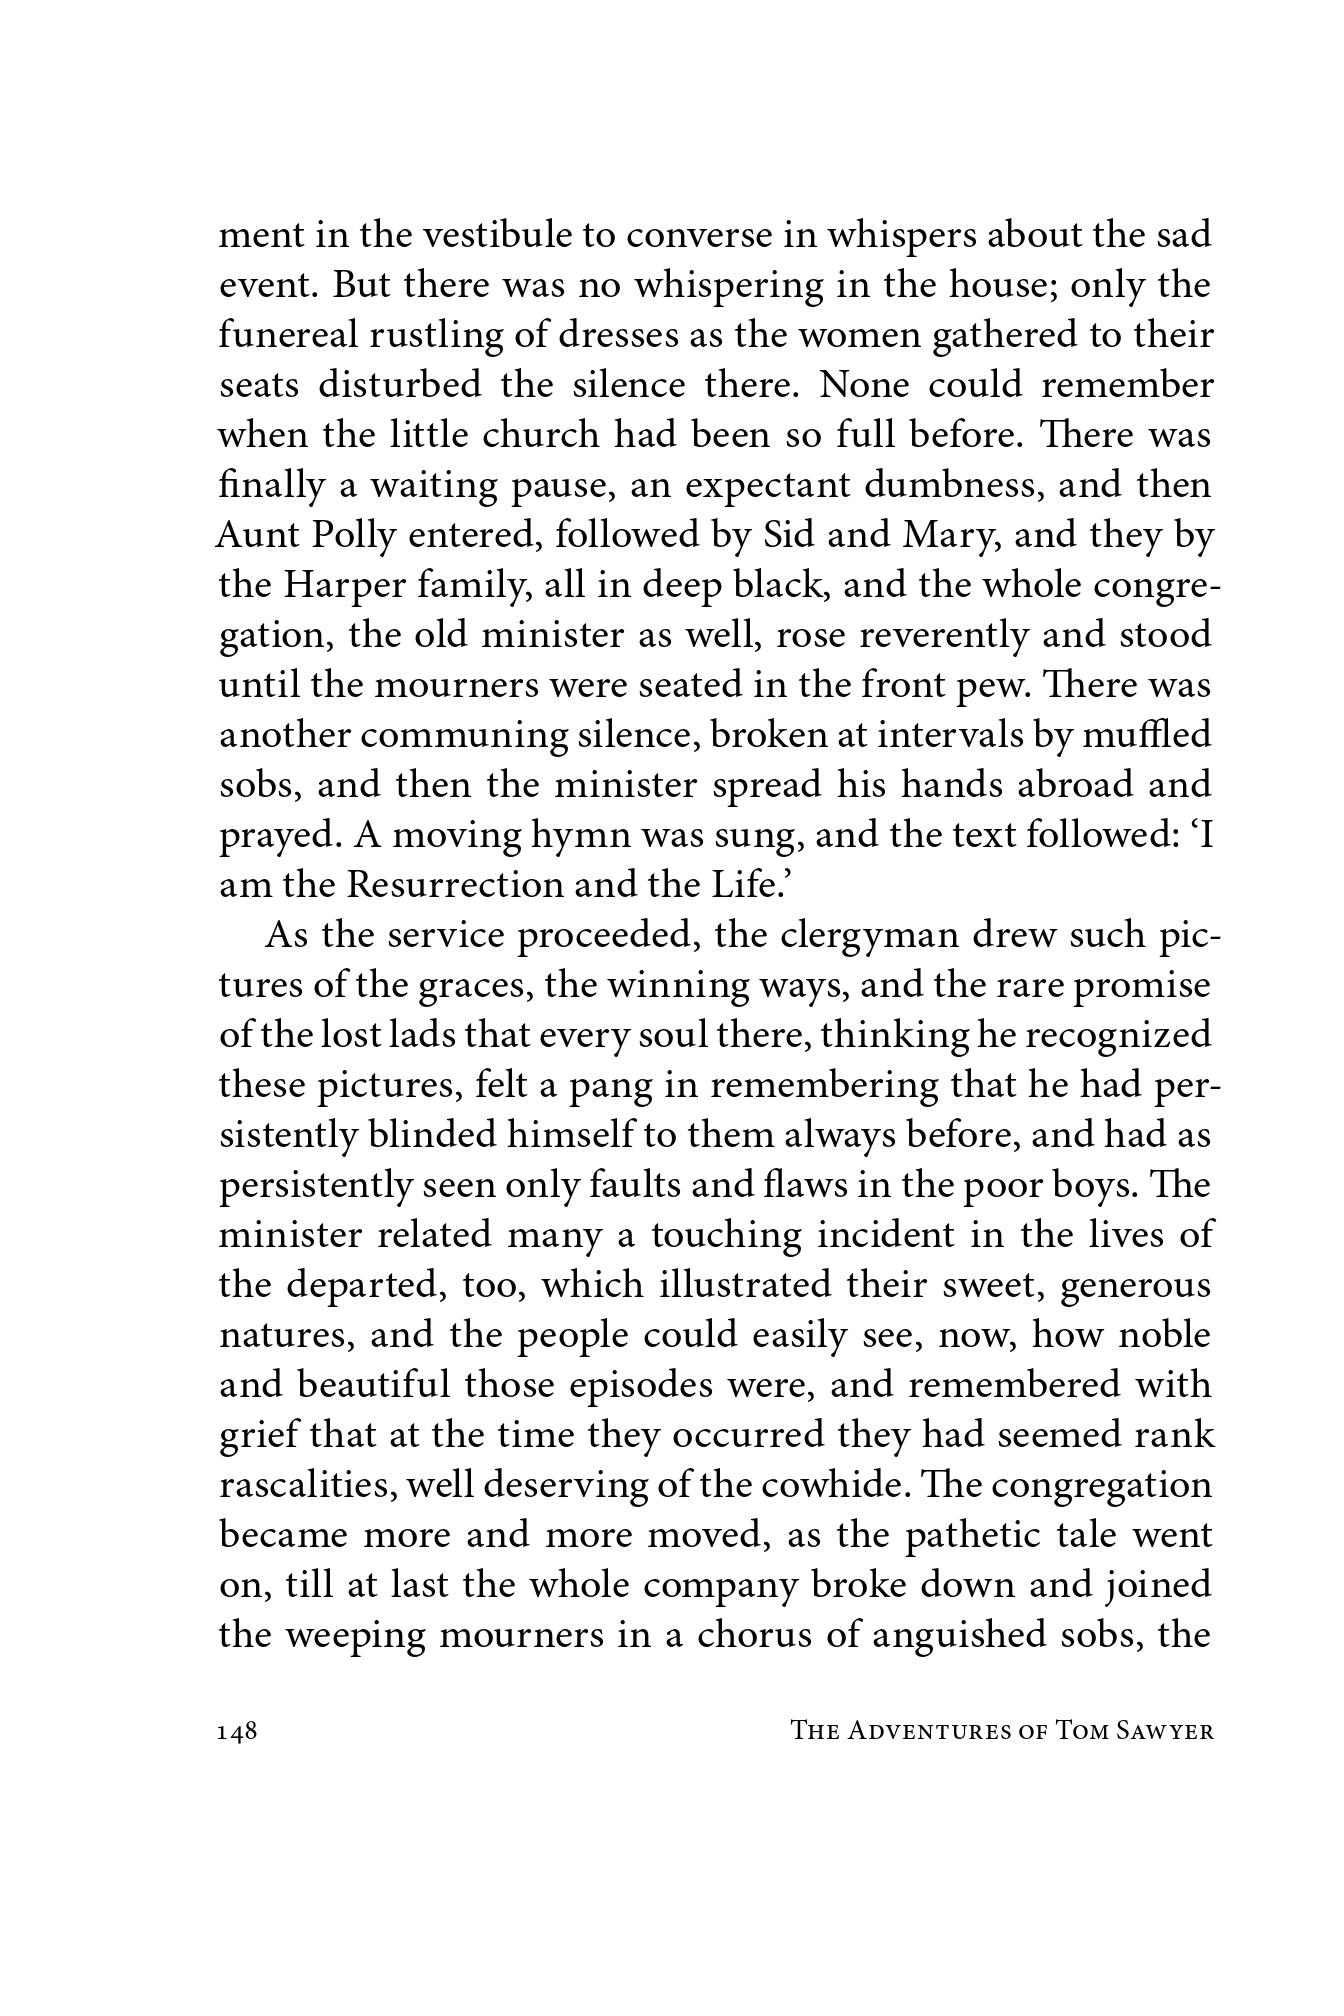 ment in the vestibule to converse in whispers about the sad
event. But there was no whispering in the house; only the
funereal rustling of dresses as the women gathered to their
seats disturbed the silence there. None could remember
when the little church had been so full before. There was
finally a waiting pause, an expectant dumbness, and then
Aunt Polly entered, followed by Sid and Mary, and they by
the Harper family, all in deep black, and the whole congre-
gation, the old minister as well, rose reverently and stood
until the mourners were seated in the front pew. There was
another communing silence, broken at intervals by muffled
sobs, and then the minister spread his hands abroad and
prayed. A moving hymn was sung, and the text followed: ‘I
am the Resurrection and the Life.’
As the service proceeded, the clergyman drew such pic-
tures of the graces, the winning ways, and the rare promise
of the lost lads that every soul there, thinking he recognized
these pictures, felt a pang in remembering that he had per-
sistently blinded himself to them always before, and had as
persistently seen only faults and flaws in the poor boys. The
minister related many a touching incident in the lives of
the departed, too, which illustrated their sweet, generous
natures, and the people could easily see, now, how noble
and beautiful those episodes were, and remembered with
grief that at the time they occurred they had seemed rank
rascalities, well deserving of the cowhide. The congregation
became more and more moved, as the pathetic tale went
on, till at last the whole company broke down and joined
the weeping mourners in a chorus of anguished sobs, the
148 The Adventures of Tom Sawyer